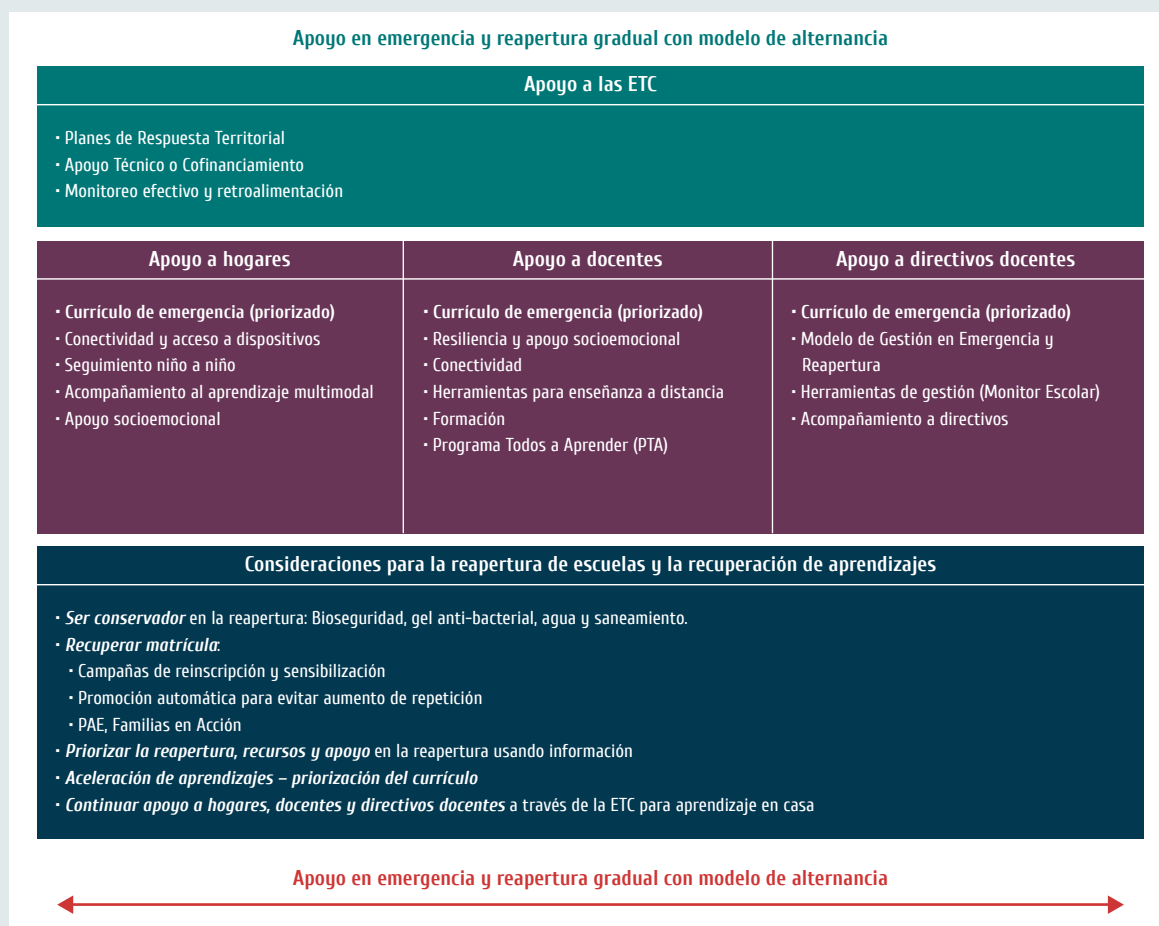 Apoyo en emergencia y reapertura gradual con modelo de alternancia
Apoyo a las ETC
· Planes de Respuesta Territorial
· Apoyo Técnico o Cofinanciamiento
· Monitoreo efectivo y retroalimentación
Apoyo a hogares
· Currículo de emergencia (priorizado)
· Conectividad y acceso a dispositivos
· Seguimiento niño a niño
· Acompañamiento al aprendizaje multimodal
· Apoyo socioemocional
Apoyo a docentes
· Currículo de emergencia (priorizado)
· Resiliencia y apoyo socioemocional
· Conectividad
· Herramientas para enseñanza a distancia
· Formación
· Programa Todos a Aprender (PTA)
Apoyo a directivos docentes
· Currículo de emergencia (priorizado)
· Modelo de Gestión en Emergencia y
Reapertura
· Herramientas de gestión (Monitor Escolar)
· Acompañamiento a directivos
Consideraciones para la reapertura de escuelas y la recuperación de aprendizajes
· Ser conservador en la reapertura: Bioseguridad, gel anti-bacterial, agua y saneamiento.
· Recuperar matrícula:
· Campañas de reinscripción y sensibilización
· Promoción automática para evitar aumento de repetición
· PAE, Familias en Acción
· Priorizar la reapertura, recursos y apoyo en la reapertura usando información
· Aceleración de aprendizajes – priorización del currículo
· Continuar apoyo a hogares, docentes y directivos docentes a través de la ETC para aprendizaje en casa
Apoyo en emergencia y reapertura gradual con modelo de alternancia